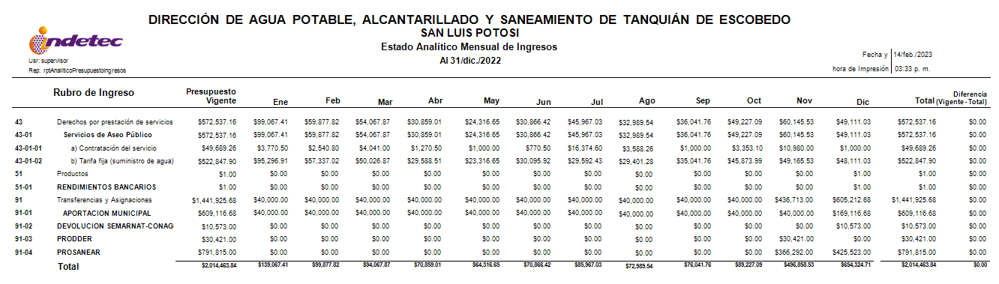 DIRECCIÓN DE AGUA POTABLE, ALCANTARILLADO Y SANEAMIENTO DE TANQUIÁN DE ESCOBEDO
SAN LUIS POTOSI
indetec
Estado Analítico Mensual de Ingresos
Al 31/dic./2022
Usr: supervisor
Rep: rptAnaliticoPresupuestoIngresos
Fecha y 14/feb./2023
hora de Impresión 03:33 p. m.
Rubro de Ingreso Presupuesto Vigente Ene Feb Mar Abr May Jun Jul Ago Sep Oct Nov Dic Total Diferencia (Vigente - Total)
43 Derechos por prestación de servicios $572,537.16 $99,067.41 $59,877.82 $54,067.87 $30,859.01 $24,316.65 $30,866.42 $45,967.03 $32,989.54 $36,041.76 $49,227.09 $60,145.53 $49,111.03 $572,537.16 $0.00
43-01 Servicios de Aseo Público $572,537.16 $99,067.41 $59,877.82 $54,067.87 $30,859.01 $24,316.65 $30,866.42 $45,967.03 $32,989.54 $36,041.76 $49,227.09 $60,145.53 $49,111.03 $572,537.16 $0.00
43-01-01 a) Contratación del servicio $49,689.26 $3,770.50 $2,540.80 $4,041.00 $1,270.50 $1,000.00 $770.50 $16,374.60 $3,588.26 $1,000.00 $3,353.10 $10,980.00 $1,000.00 $49,689.26 $0.00
43-01-02 b) Tarifa fija (suministro de agua) $522,847.90 $95,296.91 $57,337.02 $50,026.87 $29,588.51 $23,316.65 $30,095.92 $29,592.43 $29,401.28 $35,041.76 $45,873.99 $49,165.53 $48,111.03 $522,847.90 $0.00
51 Productos $1.00 $0.00 $0.00 $0.00 $0.00 $0.00 $0.00 $0.00 $0.00 $0.00 $0.00 $0.00 $1.00 $1.00 $0.00
51-01 RENDIMIENTOS BANCARIOS $1.00 $0.00 $0.00 $0.00 $0.00 $0.00 $0.00 $0.00 $0.00 $0.00 $0.00 $0.00 $1.00 $1.00 $0.00
91 Transferencias y Asignaciones $1,441,925.68 $40,000.00 $40,000.00 $40,000.00 $40,000.00 $40,000.00 $40,000.00 $40,000.00 $40,000.00 $40,000.00 $40,000.00 $436,713.00 $605,212.68 $1,441,925.68 $0.00
91-01 APORTACION MUNICIPAL $609,116.68 $40,000.00 $40,000.00 $40,000.00 $40,000.00 $40,000.00 $40,000.00 $40,000.00 $40,000.00 $40,000.00 $40,000.00 $40,000.00 $169,116.68 $609,116.68 $0.00
91-02 DEVOLUCION SEMARNAT-CONAG $10,573.00 $0.00 $0.00 $0.00 $0.00 $0.00 $0.00 $0.00 $0.00 $0.00 $0.00 $0.00 $10,573.00 $10,573.00 $0.00
91-03 PRODDER $30,421.00 $0.00 $0.00 $0.00 $0.00 $0.00 $0.00 $0.00 $0.00 $0.00 $0.00 $30,421.00 $0.00 $30,421.00 $0.00
91-04 PROSANEAR $791,815.00 $0.00 $0.00 $0.00 $0.00 $0.00 $0.00 $0.00 $0.00 $0.00 $0.00 $366,292.00 $425,523.00 $791,815.00 $0.00
Total $2,014,463.84 $139,067.41 $99,877.82 $94,067.87 $70,859.01 $64,316.65 $70,866.42 $85,967.03 $72,989.54 $76,041.76 $89,227.09 $496,858.53 $654,324.71 $2,014,463.84 $0.00